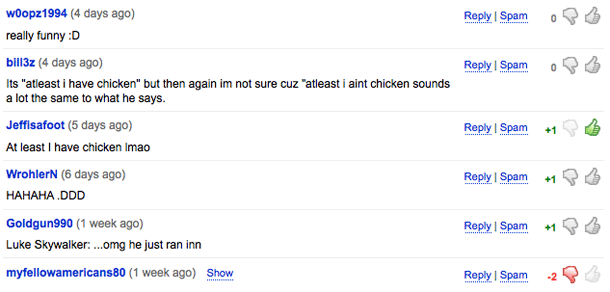 w0opz1994 (4 days ago) Reply | Spam 0
really funny :D
bill3z (4 days ago) Reply | Spam 0
Its "atleast i have chicken" but then again im not sure cuz "atleast i aint chicken sounds
a lot the same to what he says.
Jeffisafoot (5 days ago) Reply | Spam +1
At least I have chicken lmao
WrohlerN (6 days ago) Reply | Spam +1
HAHAHA .DDD
Goldgun990 (1 week ago) Reply | Spam +1
Luke Skywalker: ...omg he just ran inn
myfellowamericans80 (1 week ago) Show Reply | Spam -2